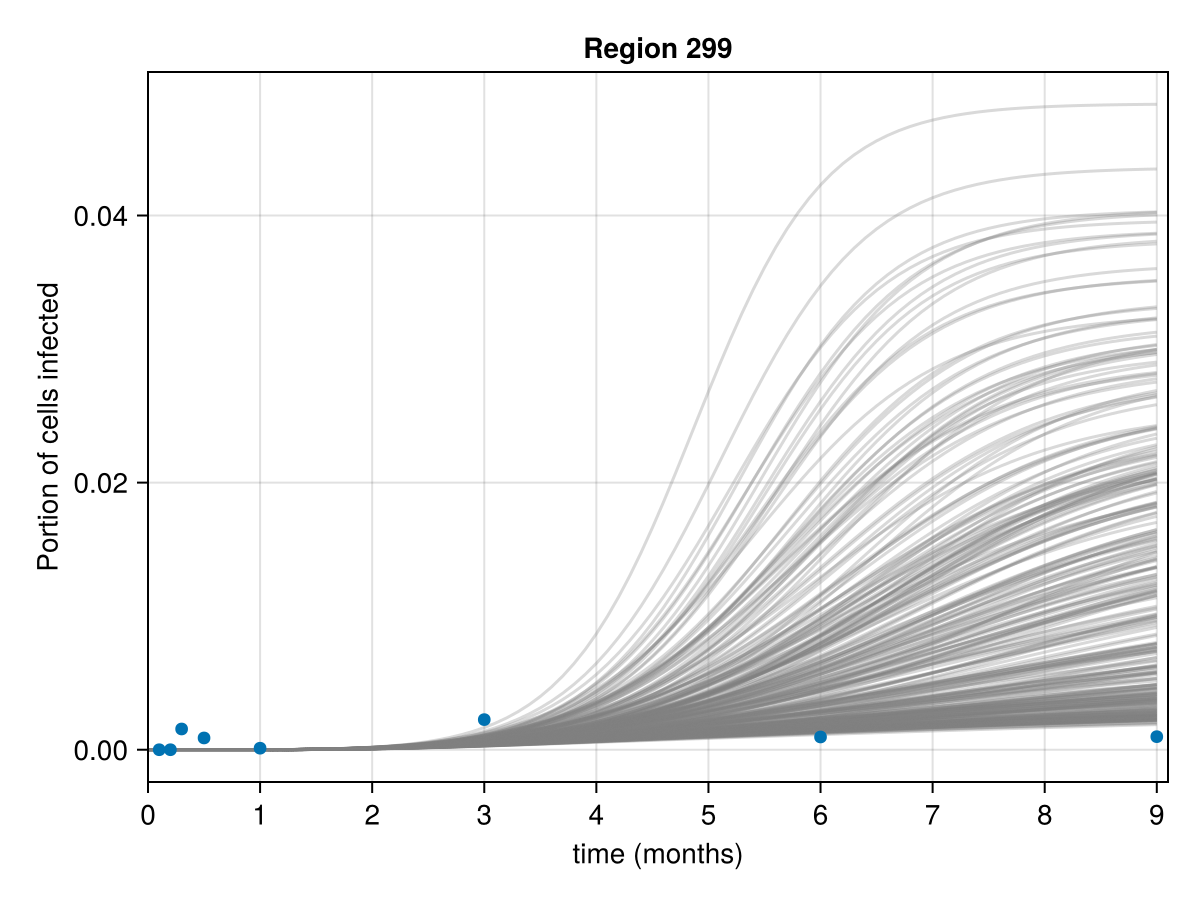 Region 299
Portion of cells infected
0.04
0.02
0.00
0 1 2 3 4 5 6 7 8 9
time (months)